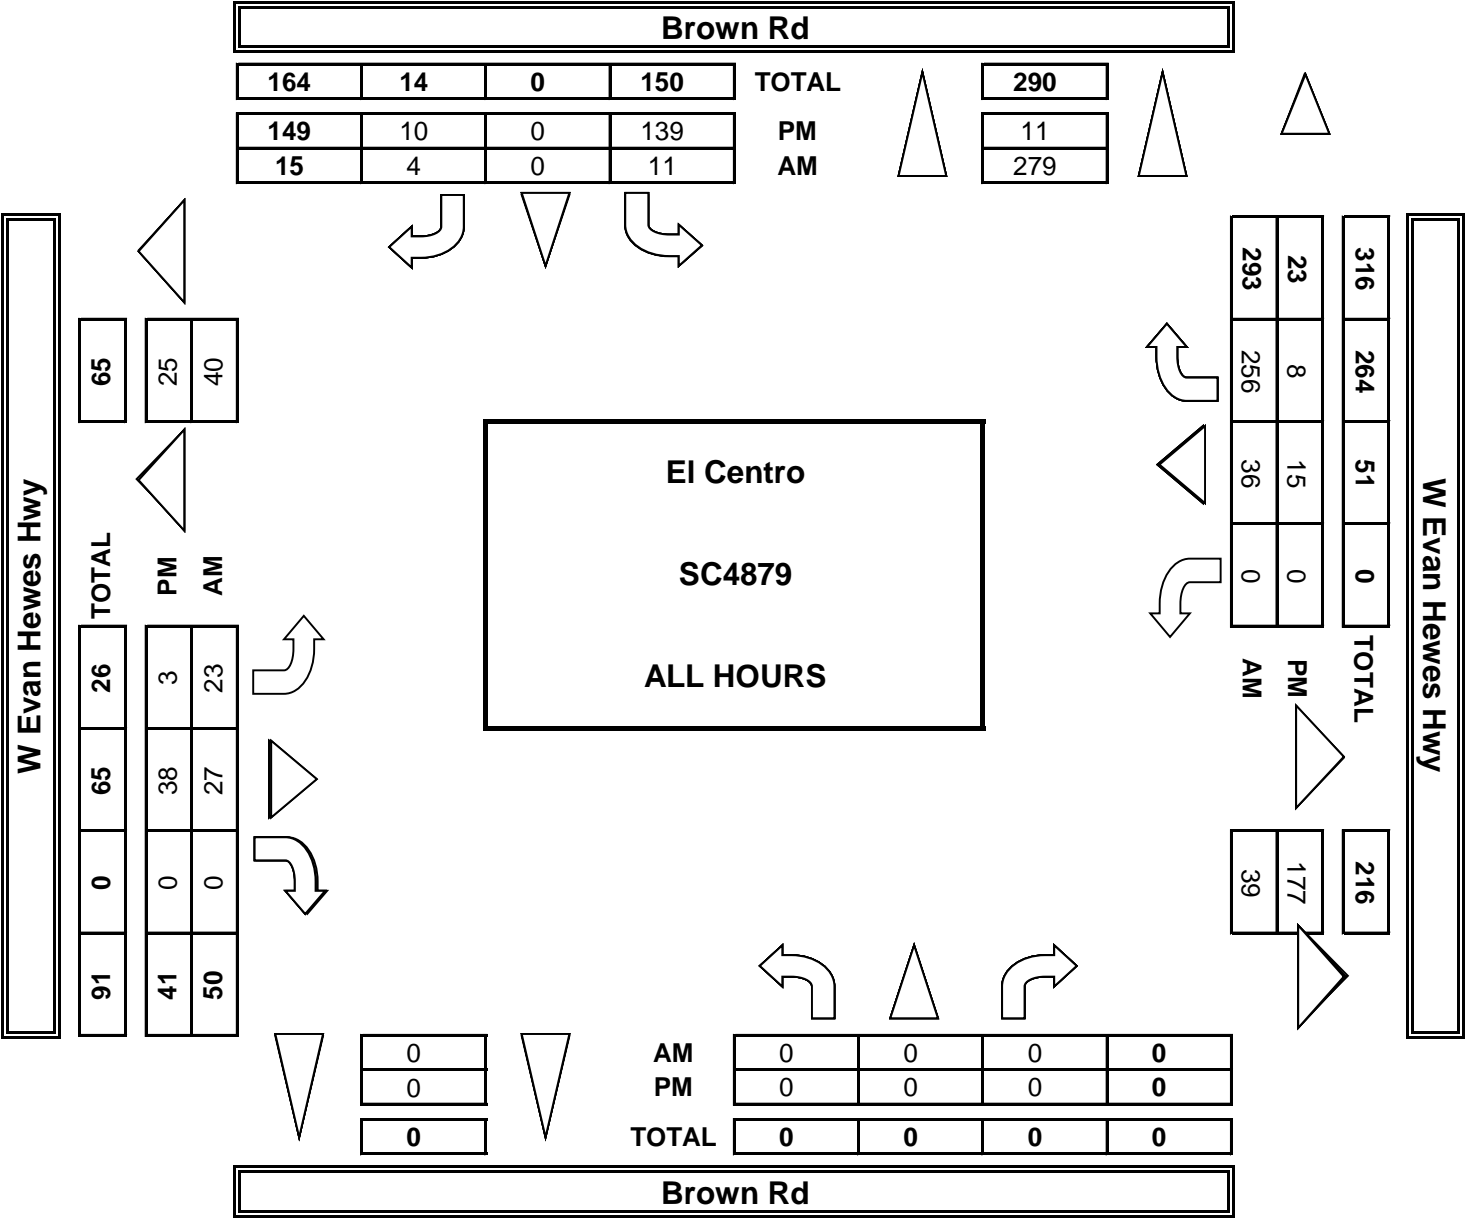 Brown Rd
164 14 0 150 TOTAL 290
149 10 0 139 PM 11
15 4 0 11 AM 279
W Evan Hewes Hwy
65
25
40
TOTAL 26 65 0 91
PM 3 38 0 41
AM 23 27 0 50
El Centro
SC4879
ALL HOURS
316 264 51 0 TOTAL
23 8 15 0 PM
293 256 36 0 AM
216
177
39
W Evan Hewes Hwy
0 AM 0 0 0 0
0 PM 0 0 0 0
0 TOTAL 0 0 0 0
Brown Rd